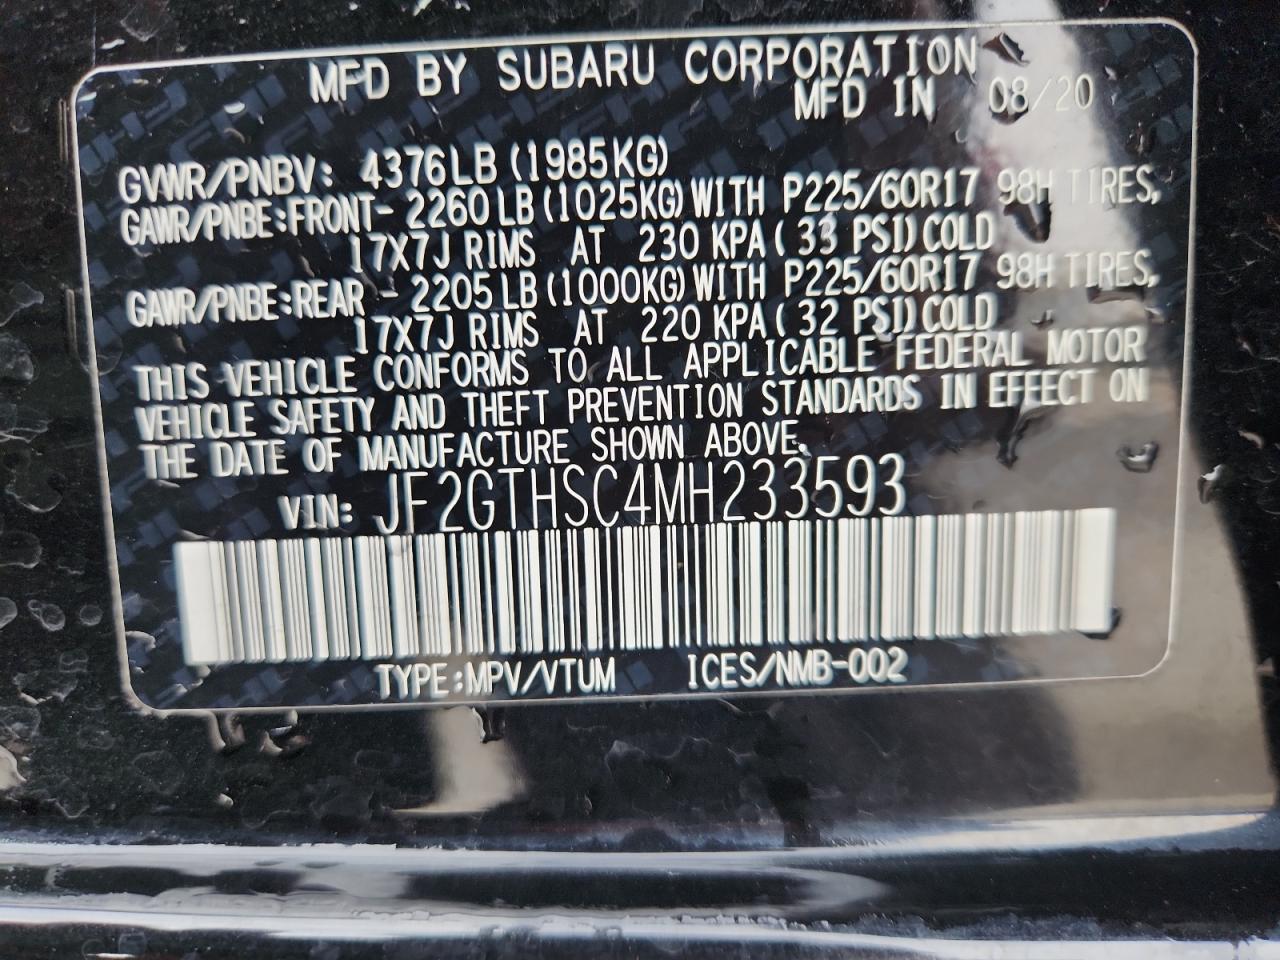 MFD BY SUBARU CORPORATION
MFD IN 08/20
GVWR/PNBV: 4376LB (1985KG)
GAWR/PNBE:FRONT- 2260LB(1025KG)WITH P225/60R17 98H TIRES,
17X7J RIMS AT 230 KPA( 33 PSI)COLD
GAWR/PNBE:REAR - 2205LB(1000KG)WITH P225/60R17 98H TIRES,
17X7J RIMS AT 220 KPA( 32 PSI)COLD
THIS VEHICLE CONFORMS TO ALL APPLICABLE FEDERAL MOTOR
VEHICLE SAFETY AND THEFT PREVENTION STANDARDS IN EFFECT ON
THE DATE OF MANUFACTURE SHOWN ABOVE.
VIN: JF2GTHSC4MH233593
TYPE:MPV/VTUM ICES/NMB-002